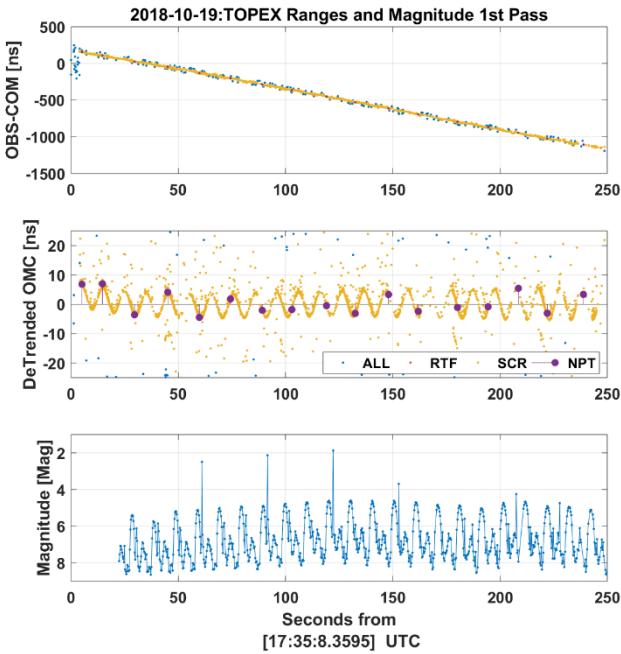 2018-10-19:TOPEX Ranges and Magnitude 1st Pass
OBS-COM [ns]
500
0
-500
-1000
-1500
0 50 100 150 200 250
DeTrended OMC [ns]
20
10
0
-10
-20
ALL RTF SCR NPT
0 50 100 150 200 250
Magnitude [Mag]
2
4
6
8
0 50 100 150 200 250
Seconds from
[17:35:8.3595] UTC